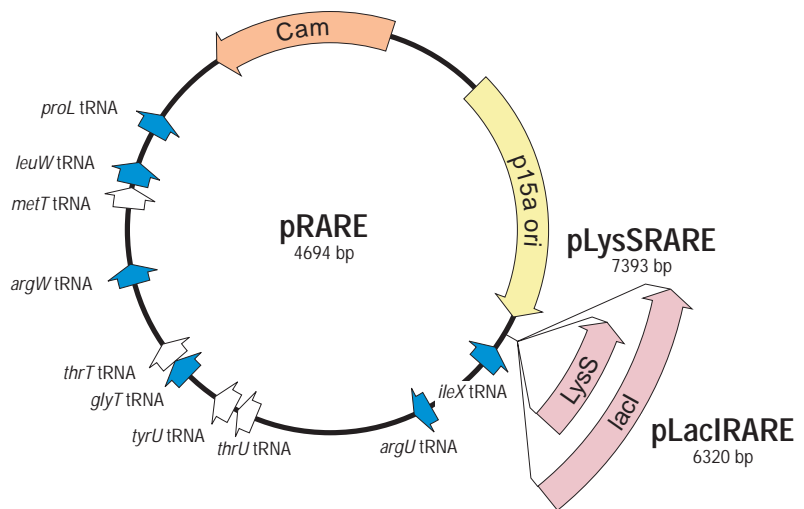 Cam
proL tRNA
leuW tRNA
metT tRNA
p15a ori
pRARE
4694 bp
pLysSRARE
7393 bp
argW tRNA
thrT tRNA
glyT tRNA
tyrU tRNA
thrU tRNA
argU tRNA
ileX tRNA
LysS
lacI
pLacIRARE
6320 bp